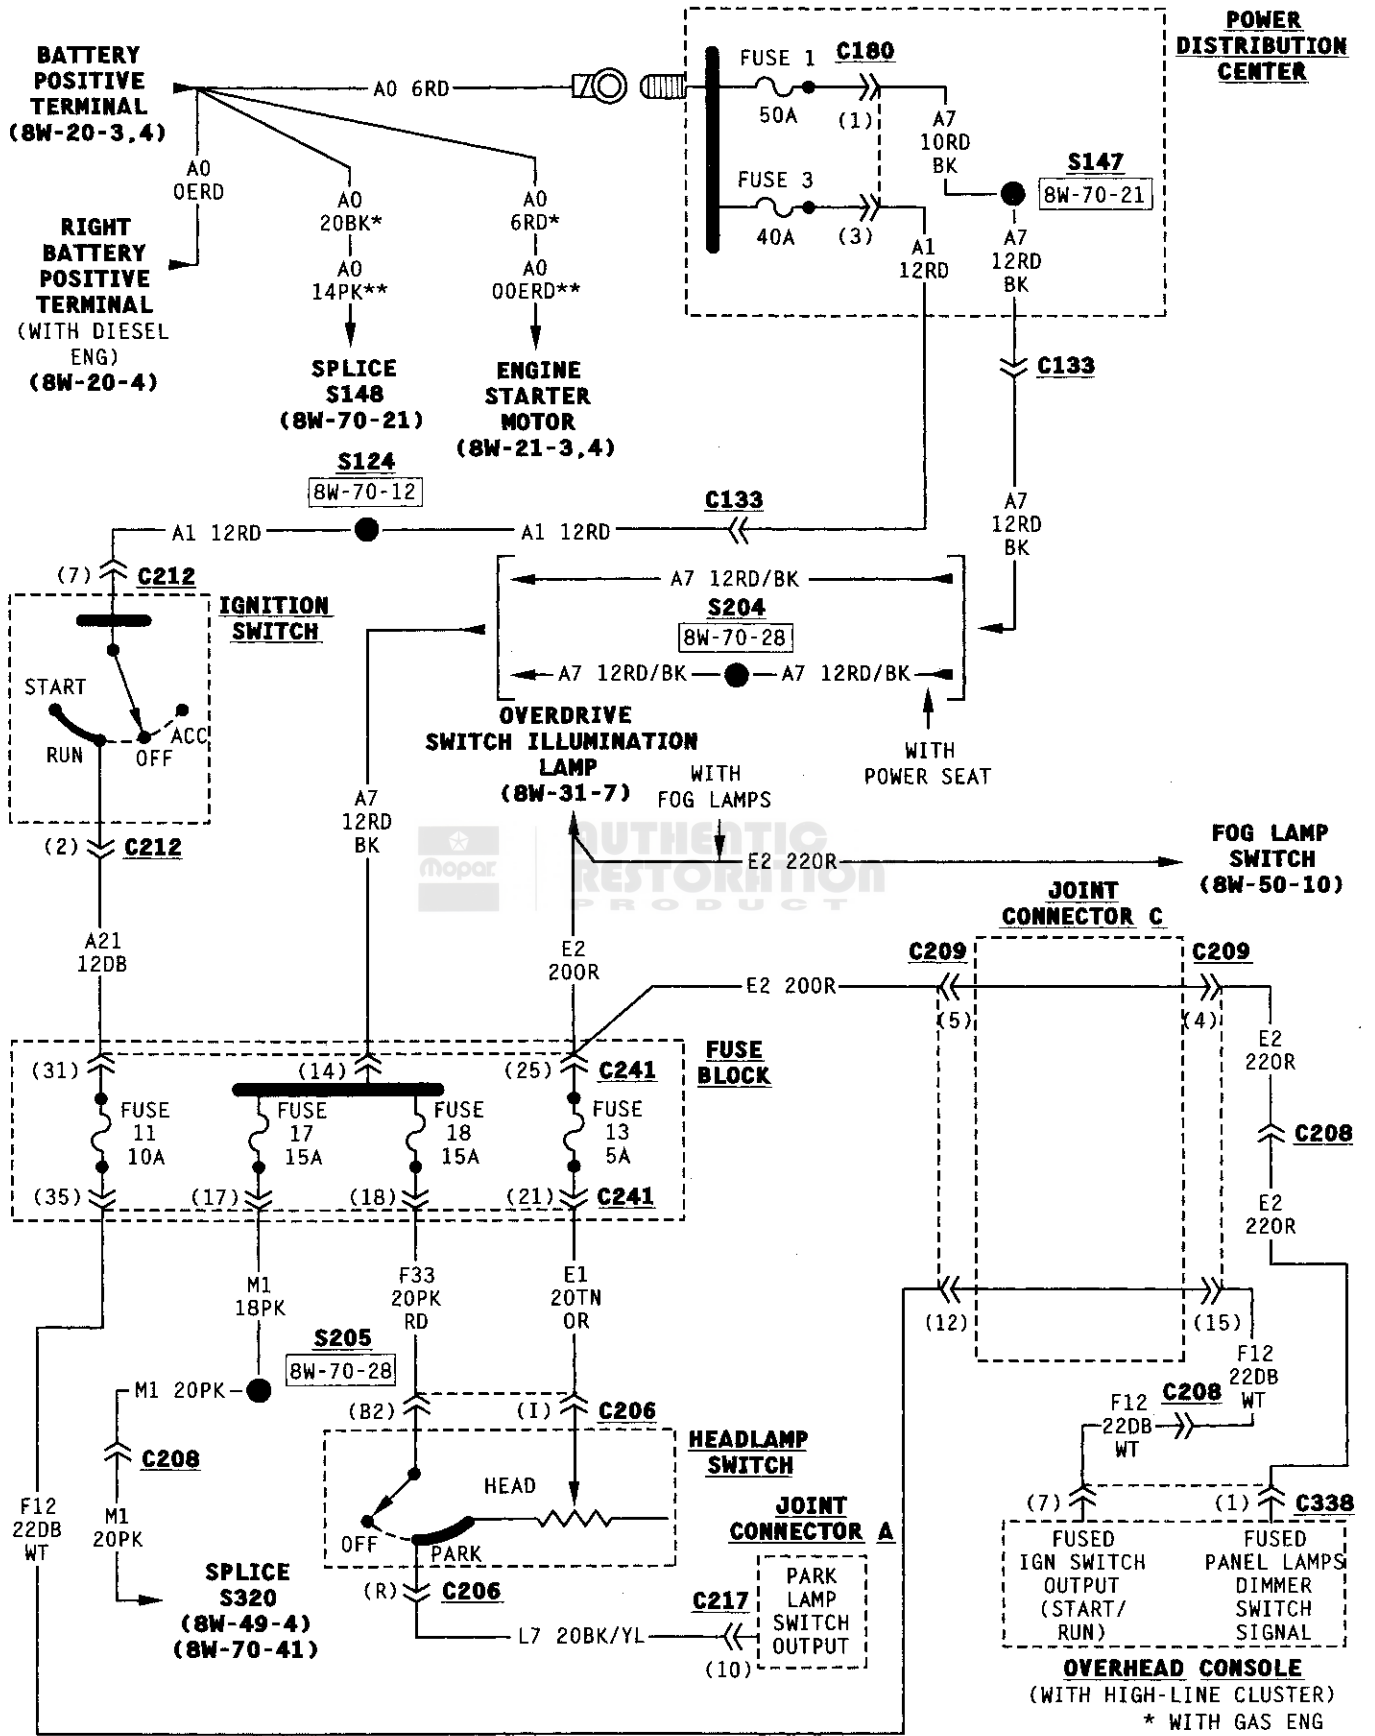 BATTERY
POSITIVE
TERMINAL
(8W-20-3,4)
A0 6RD
A0
0ERD
RIGHT
BATTERY
POSITIVE
TERMINAL
(WITH DIESEL
ENG)
(8W-20-4)
A0
20BK*
A0
14PK**
SPLICE
S148
(8W-70-21)
A0
6RD*
A0
00ERD**
ENGINE
STARTER
MOTOR
(8W-21-3,4)
POWER
DISTRIBUTION
CENTER
FUSE 1
50A
C180
(1)
A7
10RD
BK
S147
8W-70-21
FUSE 3
40A
(3)
A1
12RD
A7
12RD
BK
C133
A7
12RD
BK
S124
8W-70-12
A1 12RD
A1 12RD
C133
(7)
C212
IGNITION
SWITCH
START
RUN
OFF
ACC
(2)
C212
A21
12DB
A7 12RD/BK
S204
8W-70-28
A7 12RD/BK
A7 12RD/BK
WITH
POWER SEAT
A7
12RD
BK
OVERDRIVE
SWITCH ILLUMINATION
LAMP
(8W-31-7)
WITH
FOG LAMPS
E2 22OR
FOG LAMP
SWITCH
(8W-50-10)
Mopar
AUTHENTIC
RESTORATION
PRODUCT
E2
20OR
E2 20OR
JOINT
CONNECTOR C
C209
(5)
C209
(4)
E2
22OR
C208
E2
22OR
(12)
(15)
F12
22DB
WT
C208
F12
22DB
WT
FUSE
BLOCK
(31)
(14)
(25)
C241
FUSE
11
10A
FUSE
17
15A
FUSE
18
15A
FUSE
13
5A
(35)
(17)
(18)
(21)
C241
M1
18PK
F33
20PK
RD
E1
20TN
OR
S205
8W-70-28
M1 20PK
C208
M1
20PK
F12
22DB
WT
SPLICE
S320
(8W-49-4)
(8W-70-41)
(B2)
(I)
C206
HEADLAMP
SWITCH
HEAD
OFF
PARK
(R)
C206
L7 20BK/YL
JOINT
CONNECTOR A
C217
(10)
PARK
LAMP
SWITCH
OUTPUT
(7)
(1)
C338
FUSED
IGN SWITCH
OUTPUT
(START/
RUN)
FUSED
PANEL LAMPS
DIMMER
SWITCH
SIGNAL
OVERHEAD CONSOLE
(WITH HIGH-LINE CLUSTER)
* WITH GAS ENG